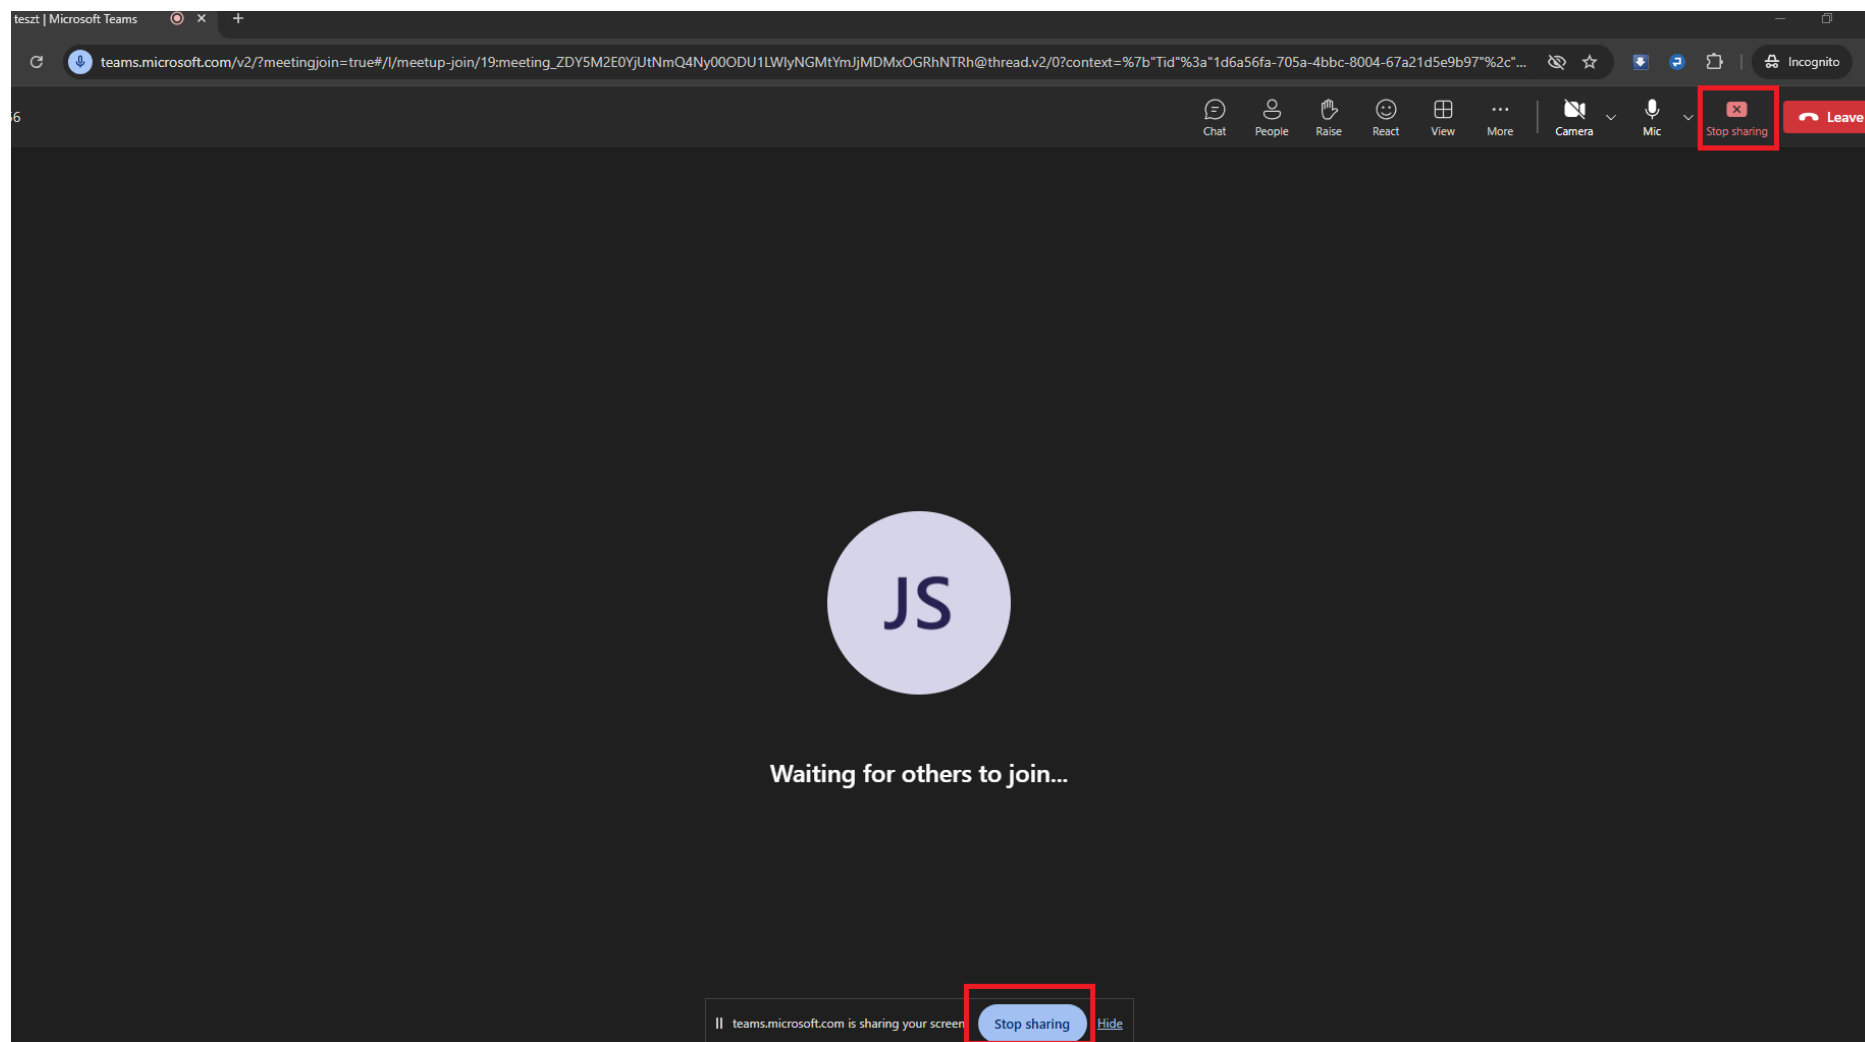 teszt | Microsoft Teams
teams.microsoft.com/v2/?meetingjoin=true#/l/meetup-join/19:meeting_ZDY5M2E0YjUtNmQ4Ny00ODU1LWIyNGMtYmJjMDMxOGRhNTRh@thread.v2/0?context=%7b"Tid"%3a"1d6a56fa-705a-4bbc-8004-67a21d5e9b97"%2c"...
Incognito
Chat
People
Raise
React
View
More
Camera
Mic
Stop sharing
Leave
JS
Waiting for others to join...
teams.microsoft.com is sharing your screen
Stop sharing
Hide